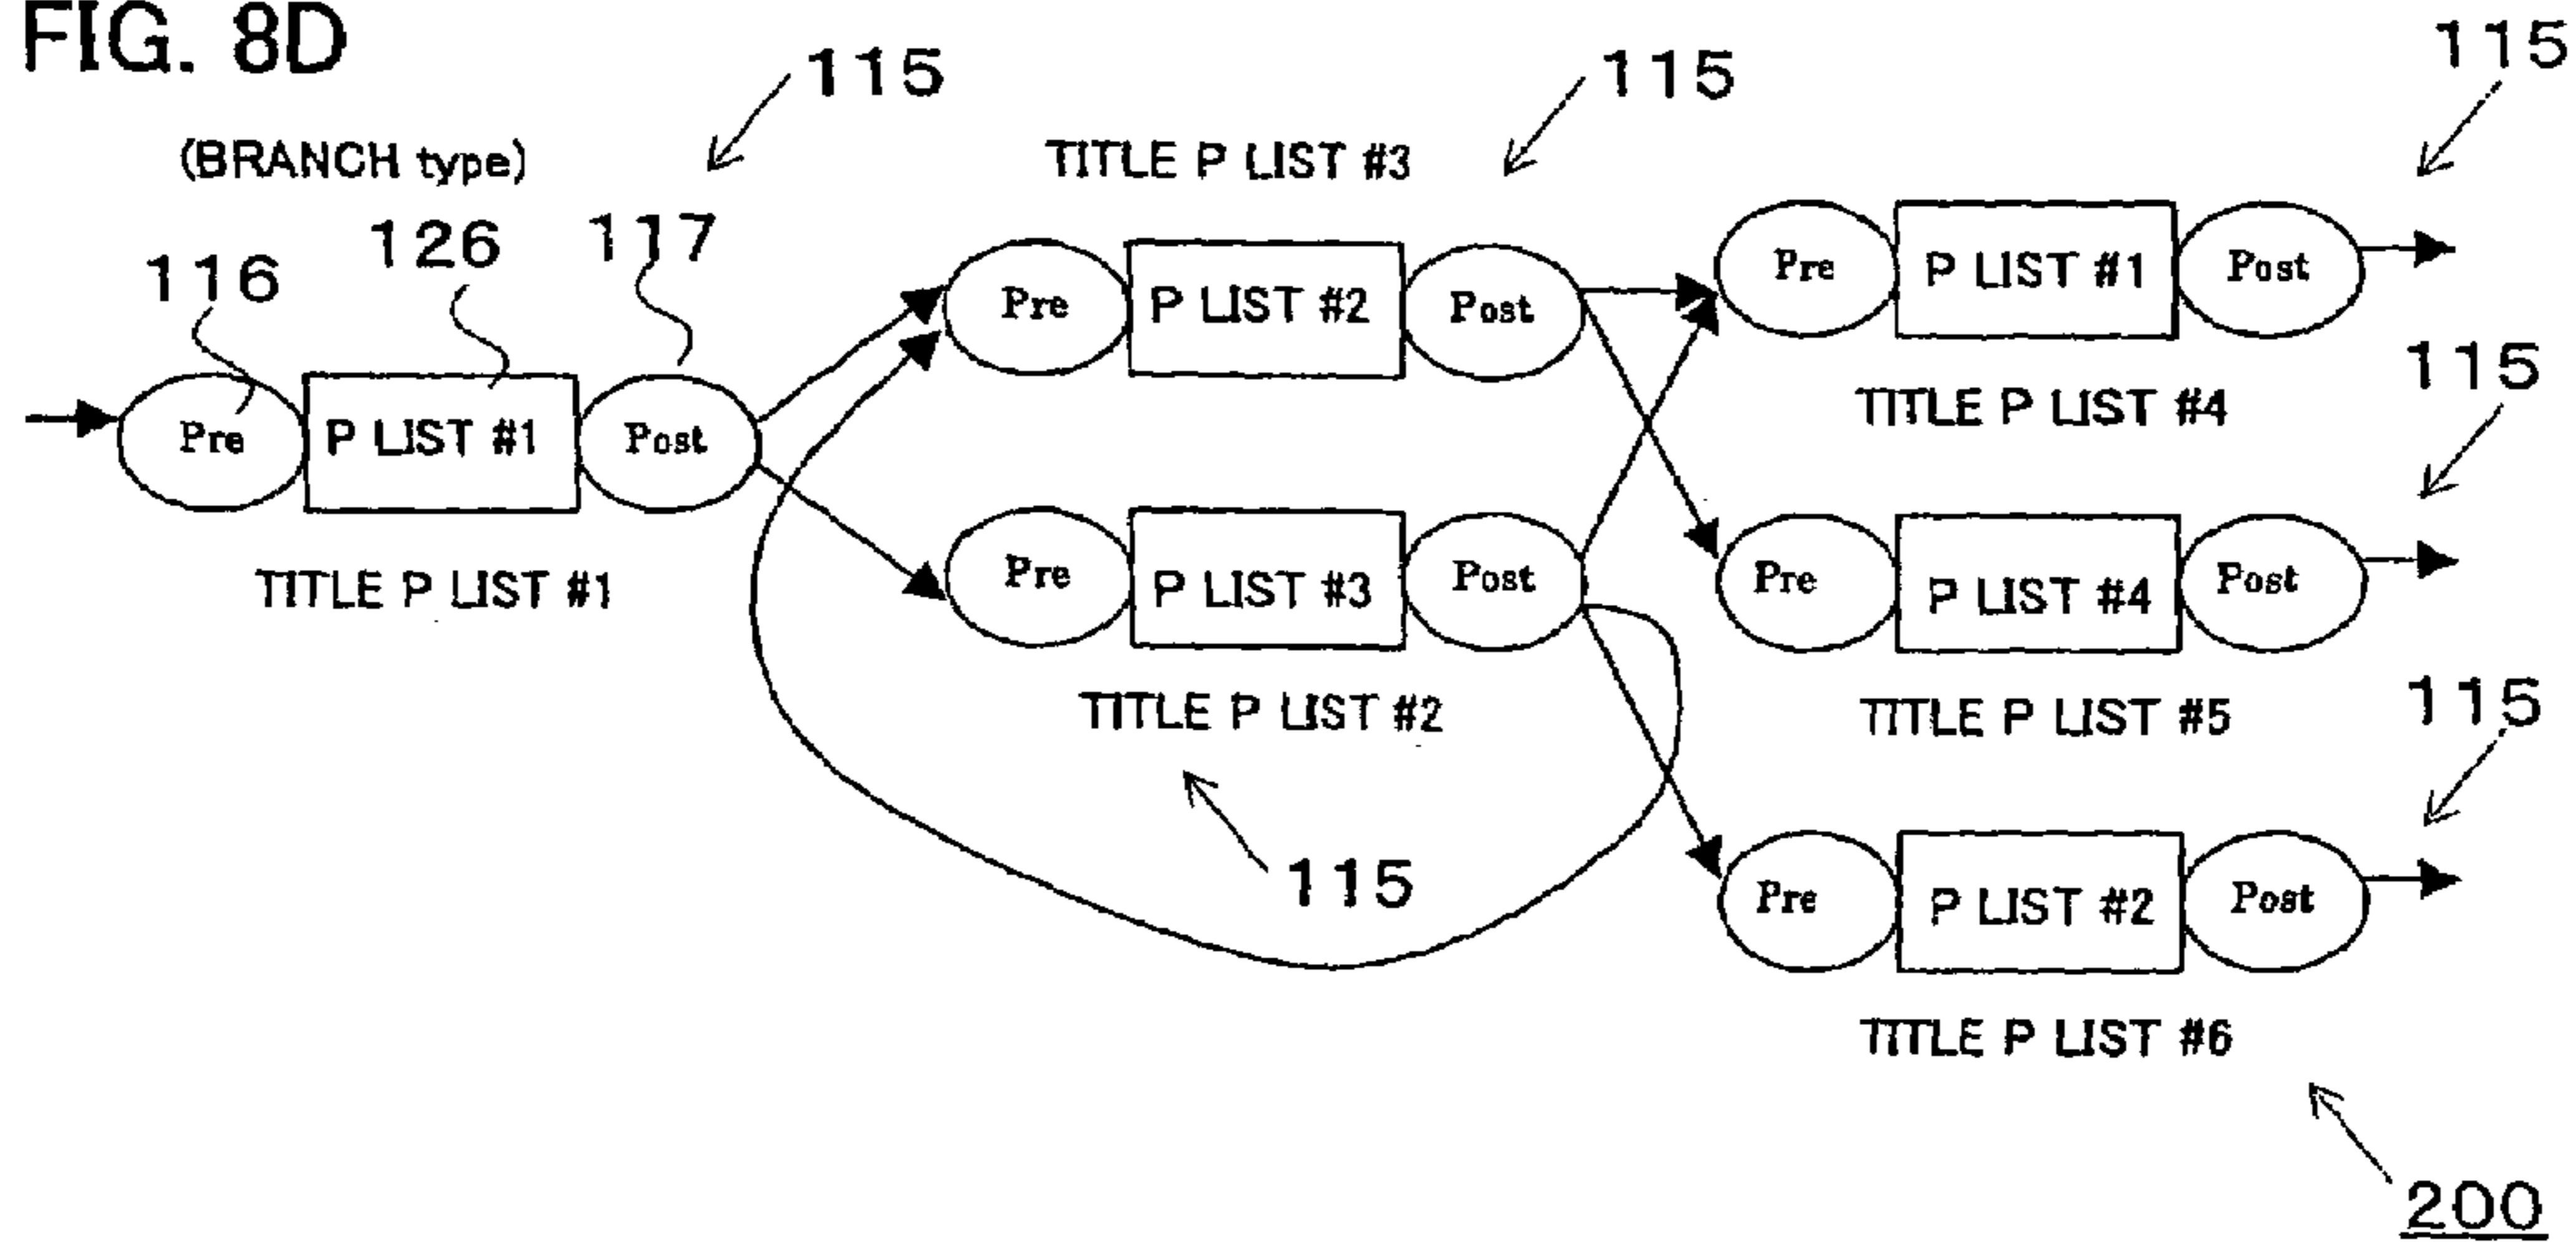 FIG. 8D
115
115
115
(BRANCH type)
TITLE P LIST #3
116
126
117
Pre
P LIST #2
Post
Pre
P LIST #1
Post
Pre
P LIST #1
Post
TITLE P LIST #4
115
TITLE P LIST #1
Pre
P LIST #3
Post
Pre
P LIST #4
Post
TITLE P LIST #2
TITLE P LIST #5
115
115
Pre
P LIST #2
Post
TITLE P LIST #6
200